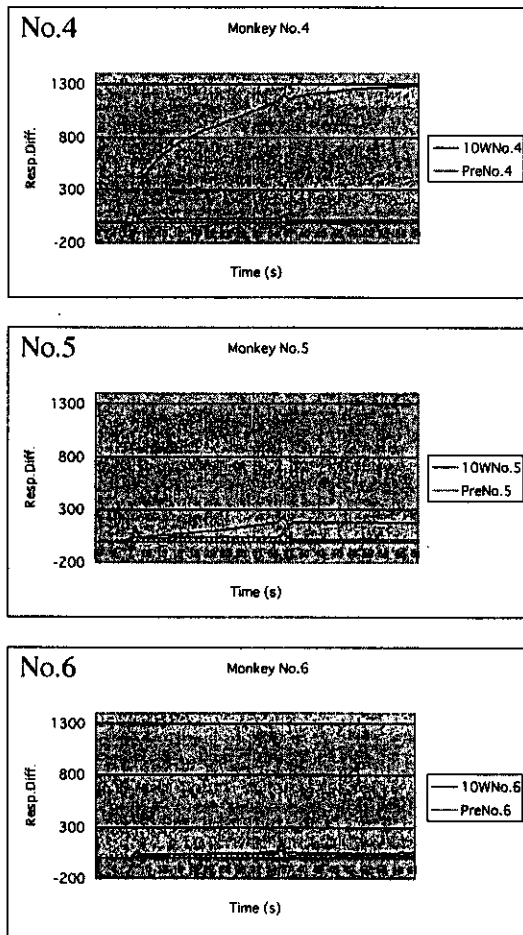 No.4
Monkey No.4
1300
800
300
-200
Resp.Diff.
Time (s)
10WNo.4
PreNo.4
No.5
Monkey No.5
1300
800
300
-200
Resp.Diff.
Time (s)
10WNo.5
PreNo.5
No.6
Monkey No.6
1300
800
300
-200
Resp.Diff.
Time (s)
10WNo.6
PreNo.6